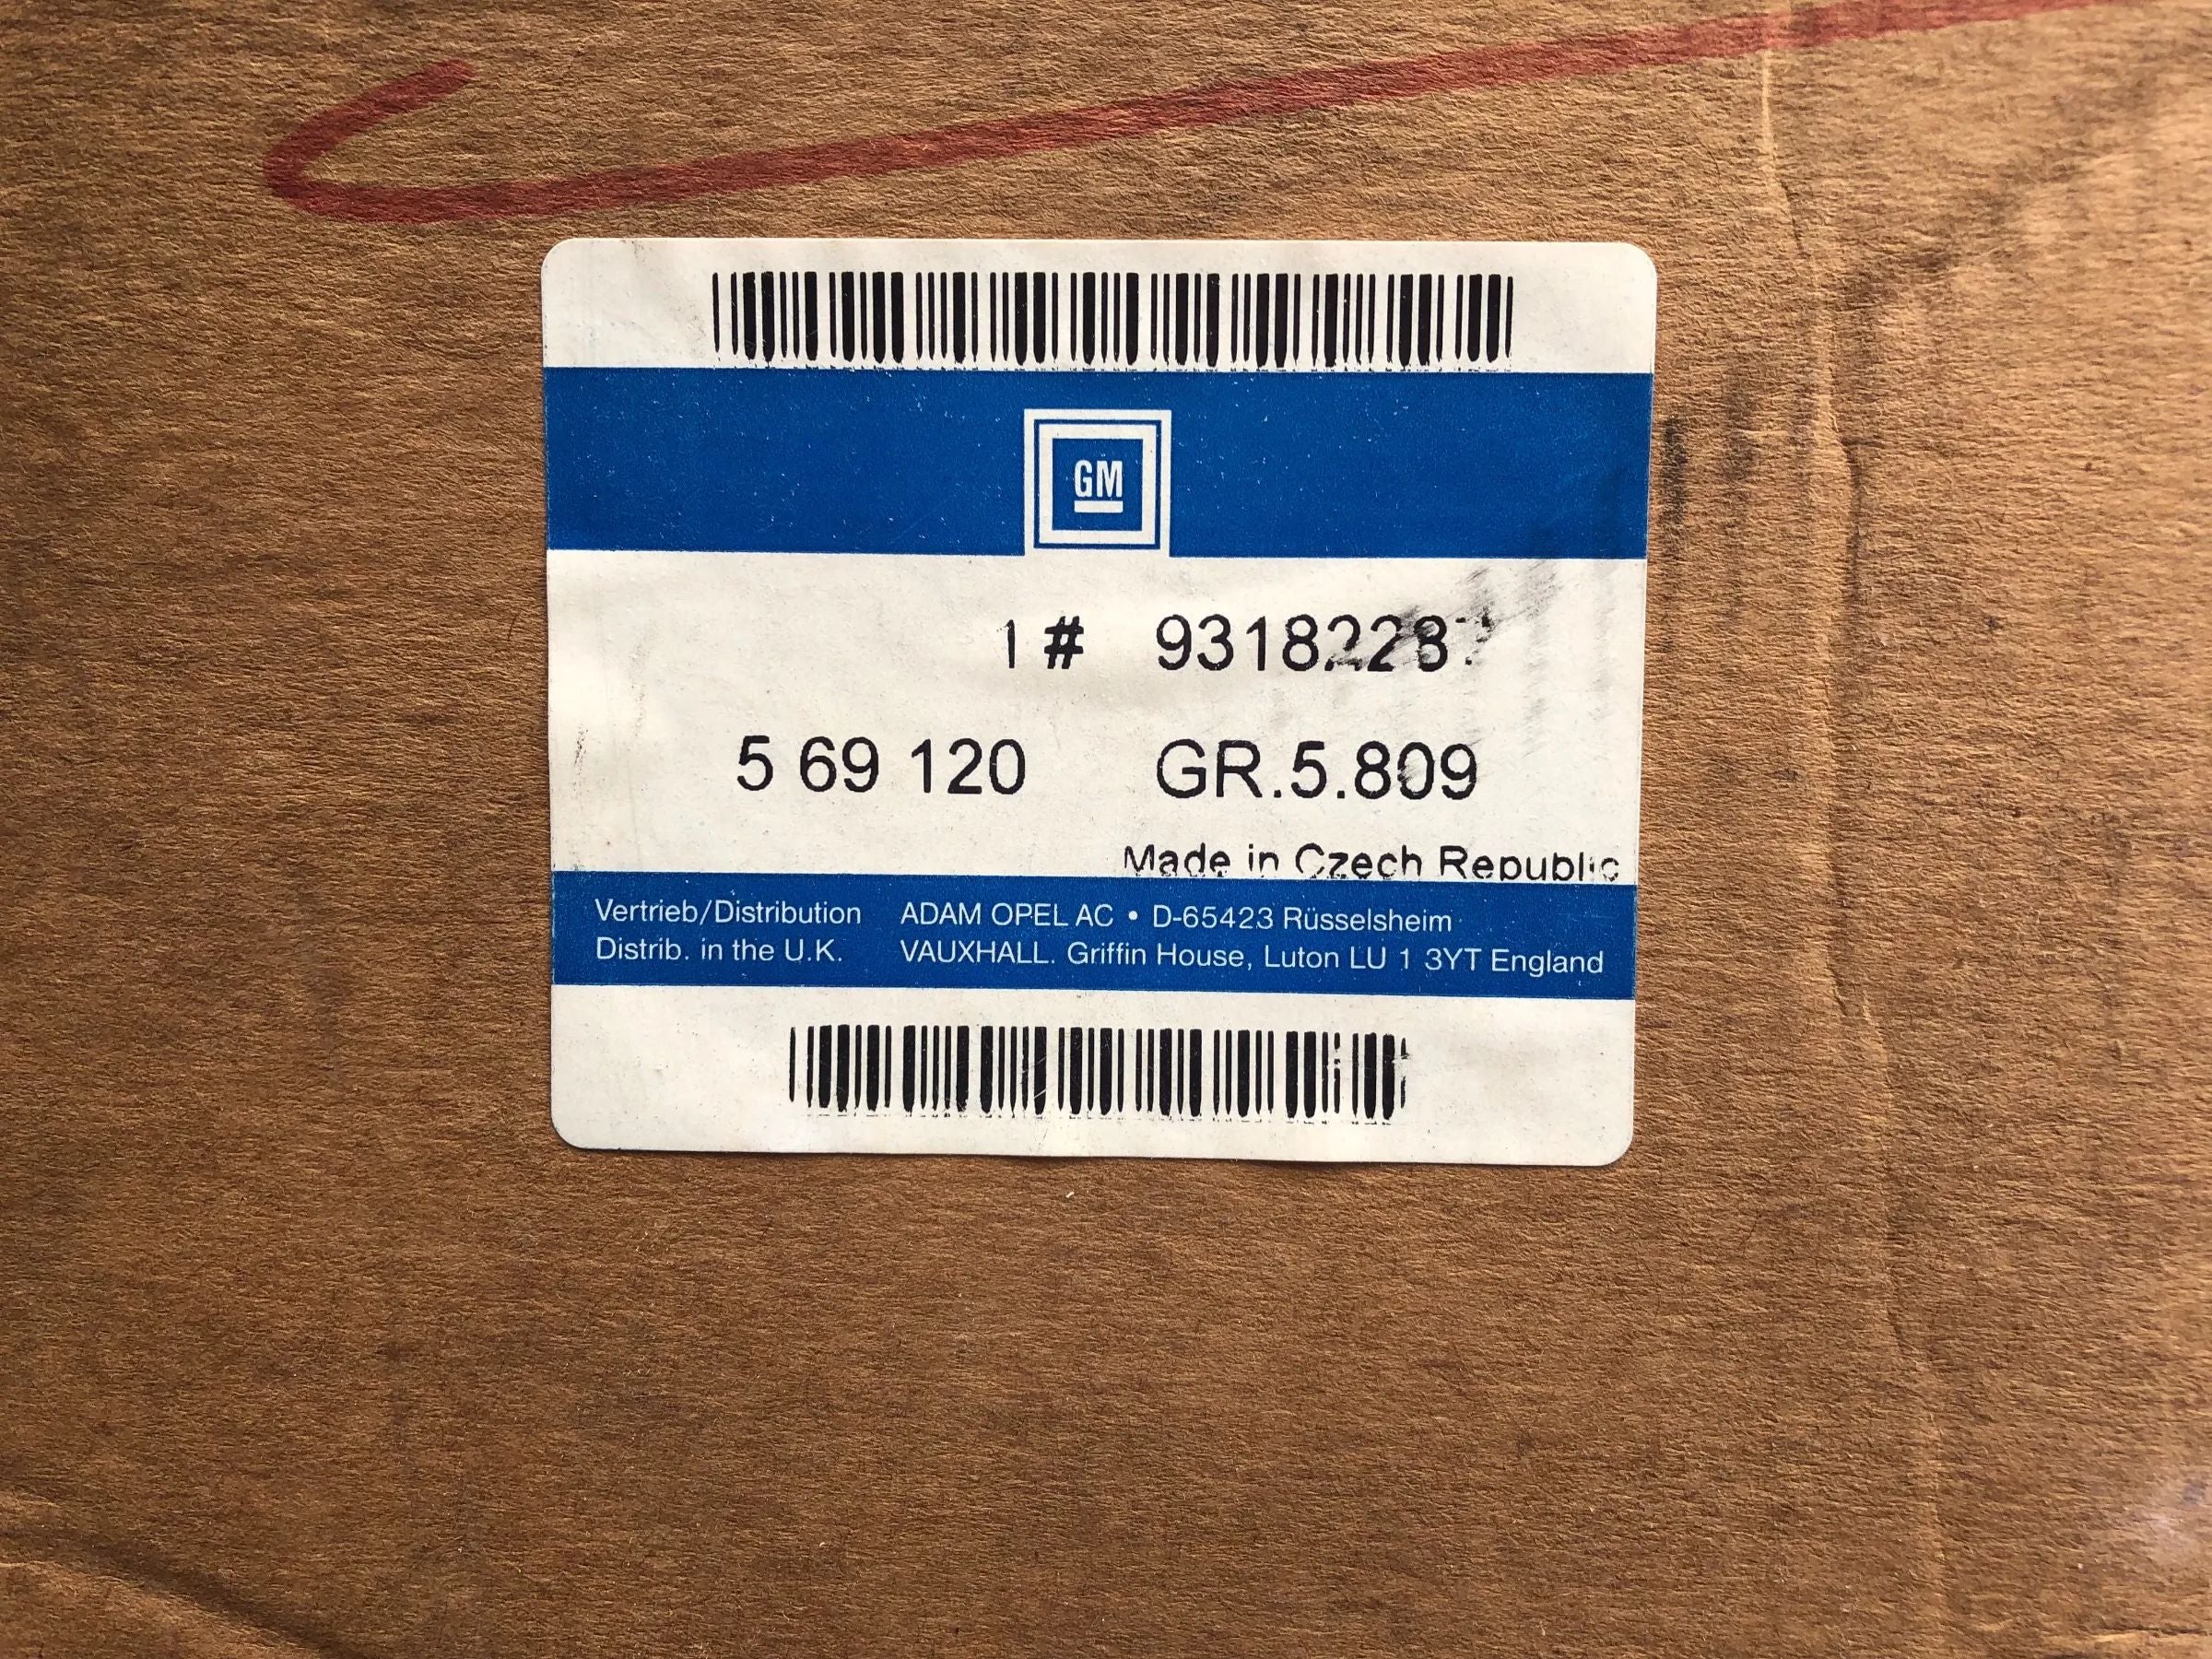 GM
1 #
5 69 120 GR.5.809
Made in Czech Republic
Vertrieb/Distribution ADAM OPEL AC • D-65423 Rüsselsheim
Distrib. in the U.K. VAUXHALL. Griffin House, Luton LU 1 3YT England